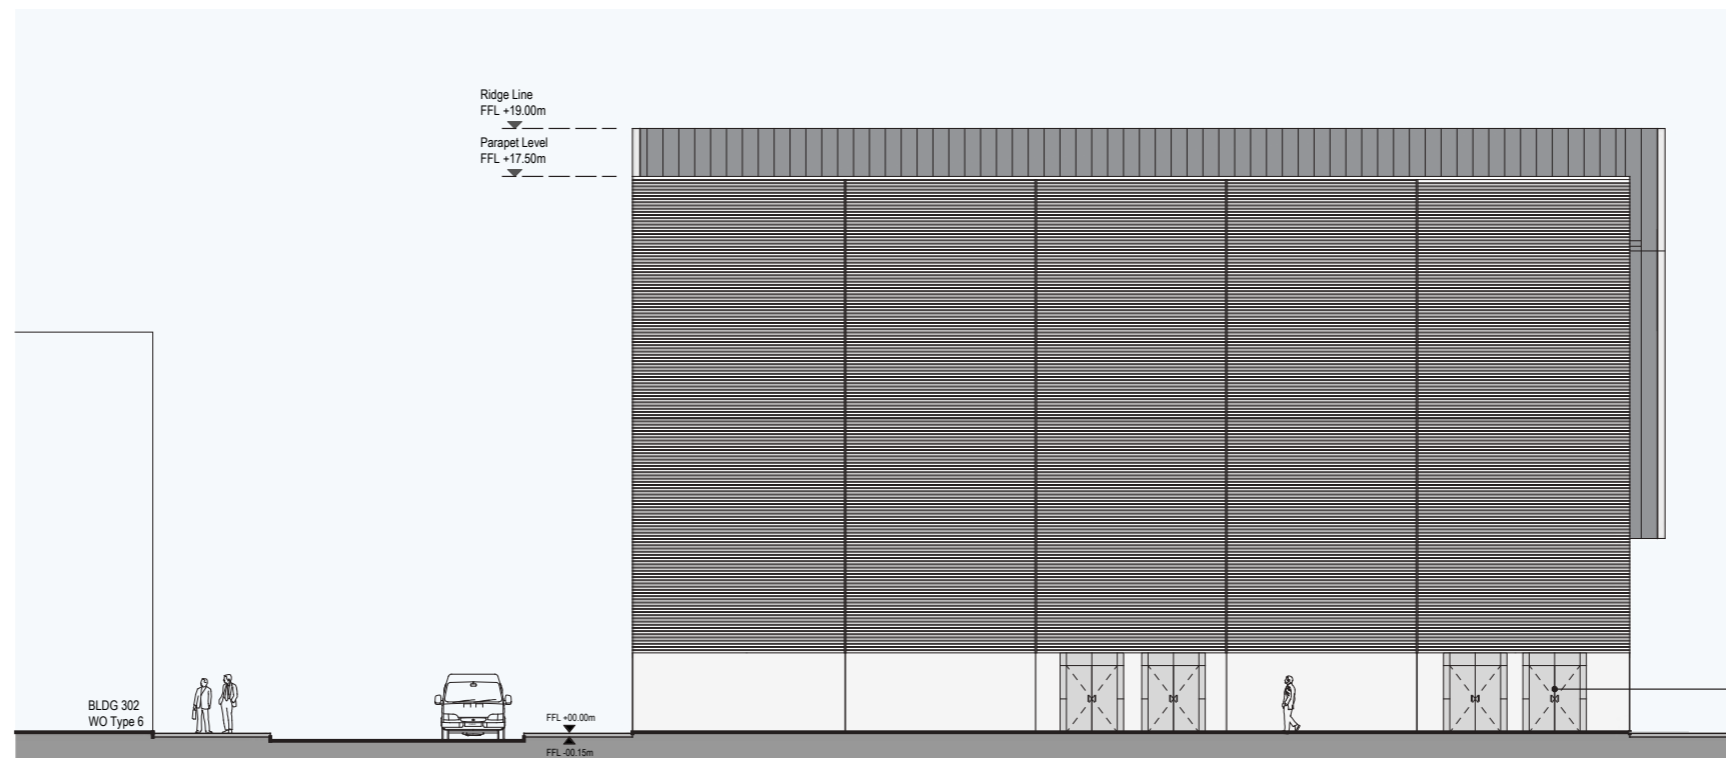 Ridge Line
FFL +19.00m
Parapet Level
FFL +17.50m
BLDG 302
WO Type 6
FFL +00.00m
FFL -00.15m